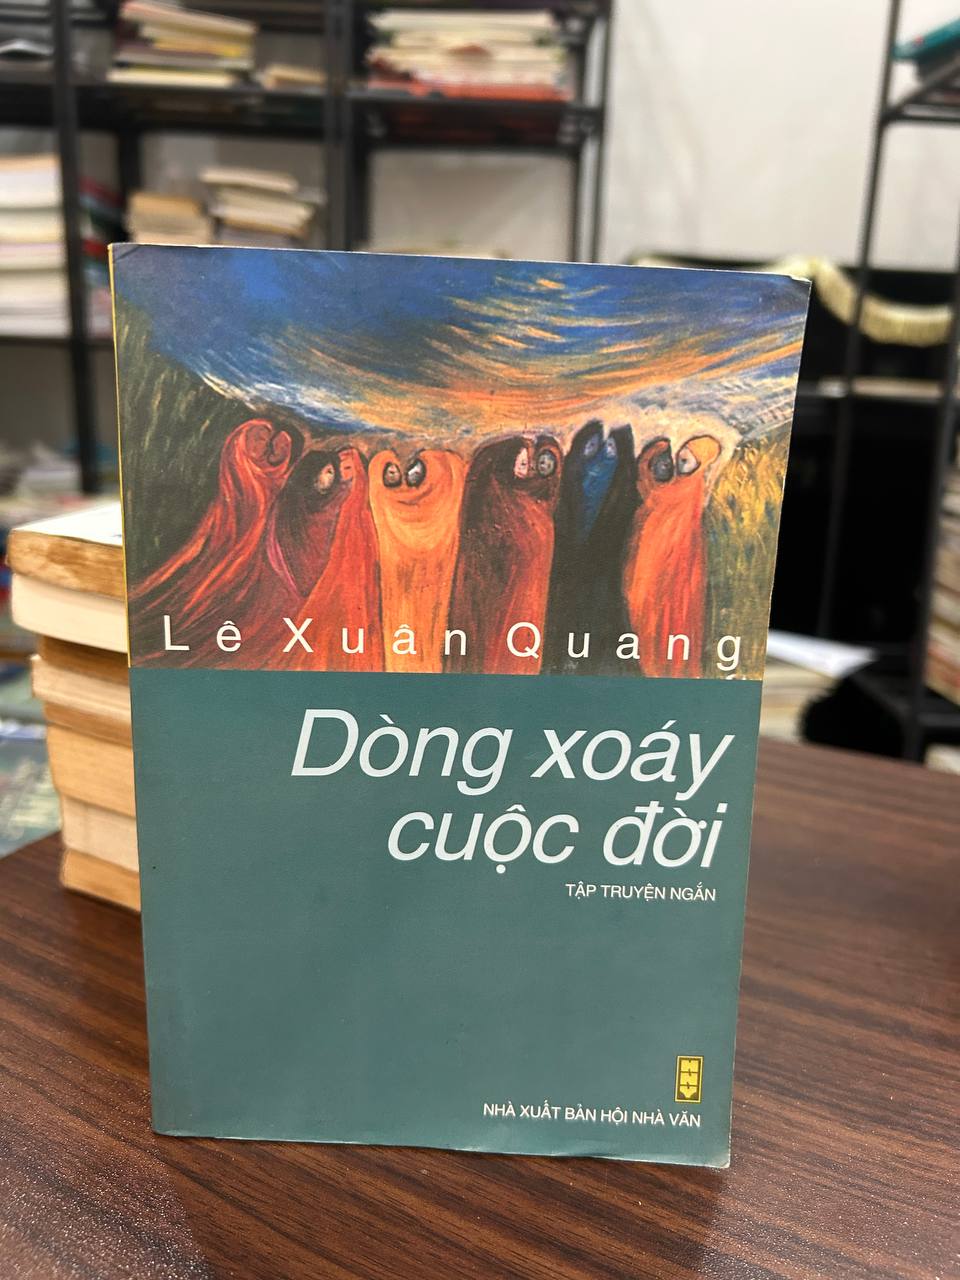 Lê Xuân Quang
Dòng xoáy
cuộc đời
TẬP TRUYỆN NGẮN
NHÀ XUẤT BẢN HỘI NHÀ VĂN